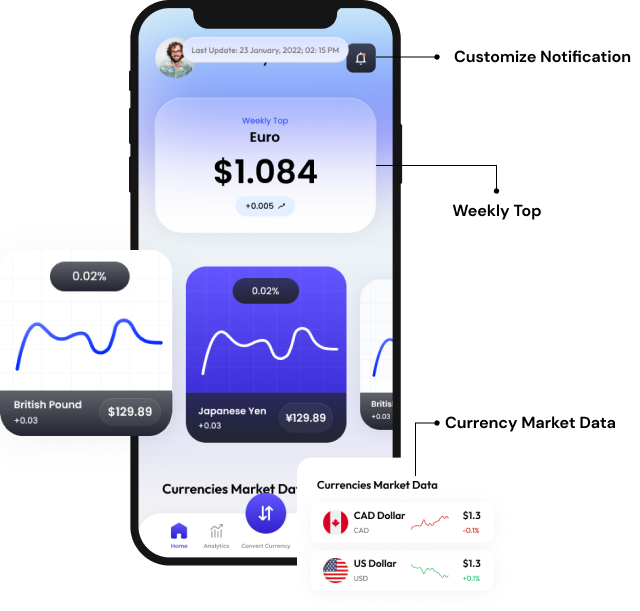 Last Update: 23 January, 2022; 02: 15 PM
Customize Notification
Weekly Top
Euro
$1.084
+0.005
Weekly Top
0.02%
British Pound
+0.03
$129.89
0.02%
Japanese Yen
+0.03
¥129.89
Britis
+0.03
Currency Market Data
Currencies Market Dat
Currencies Market Data
CAD Dollar
CAD
$1.3
-0.1%
US Dollar
USD
$1.3
+0.1%
Home
Analytics
Convert Currency